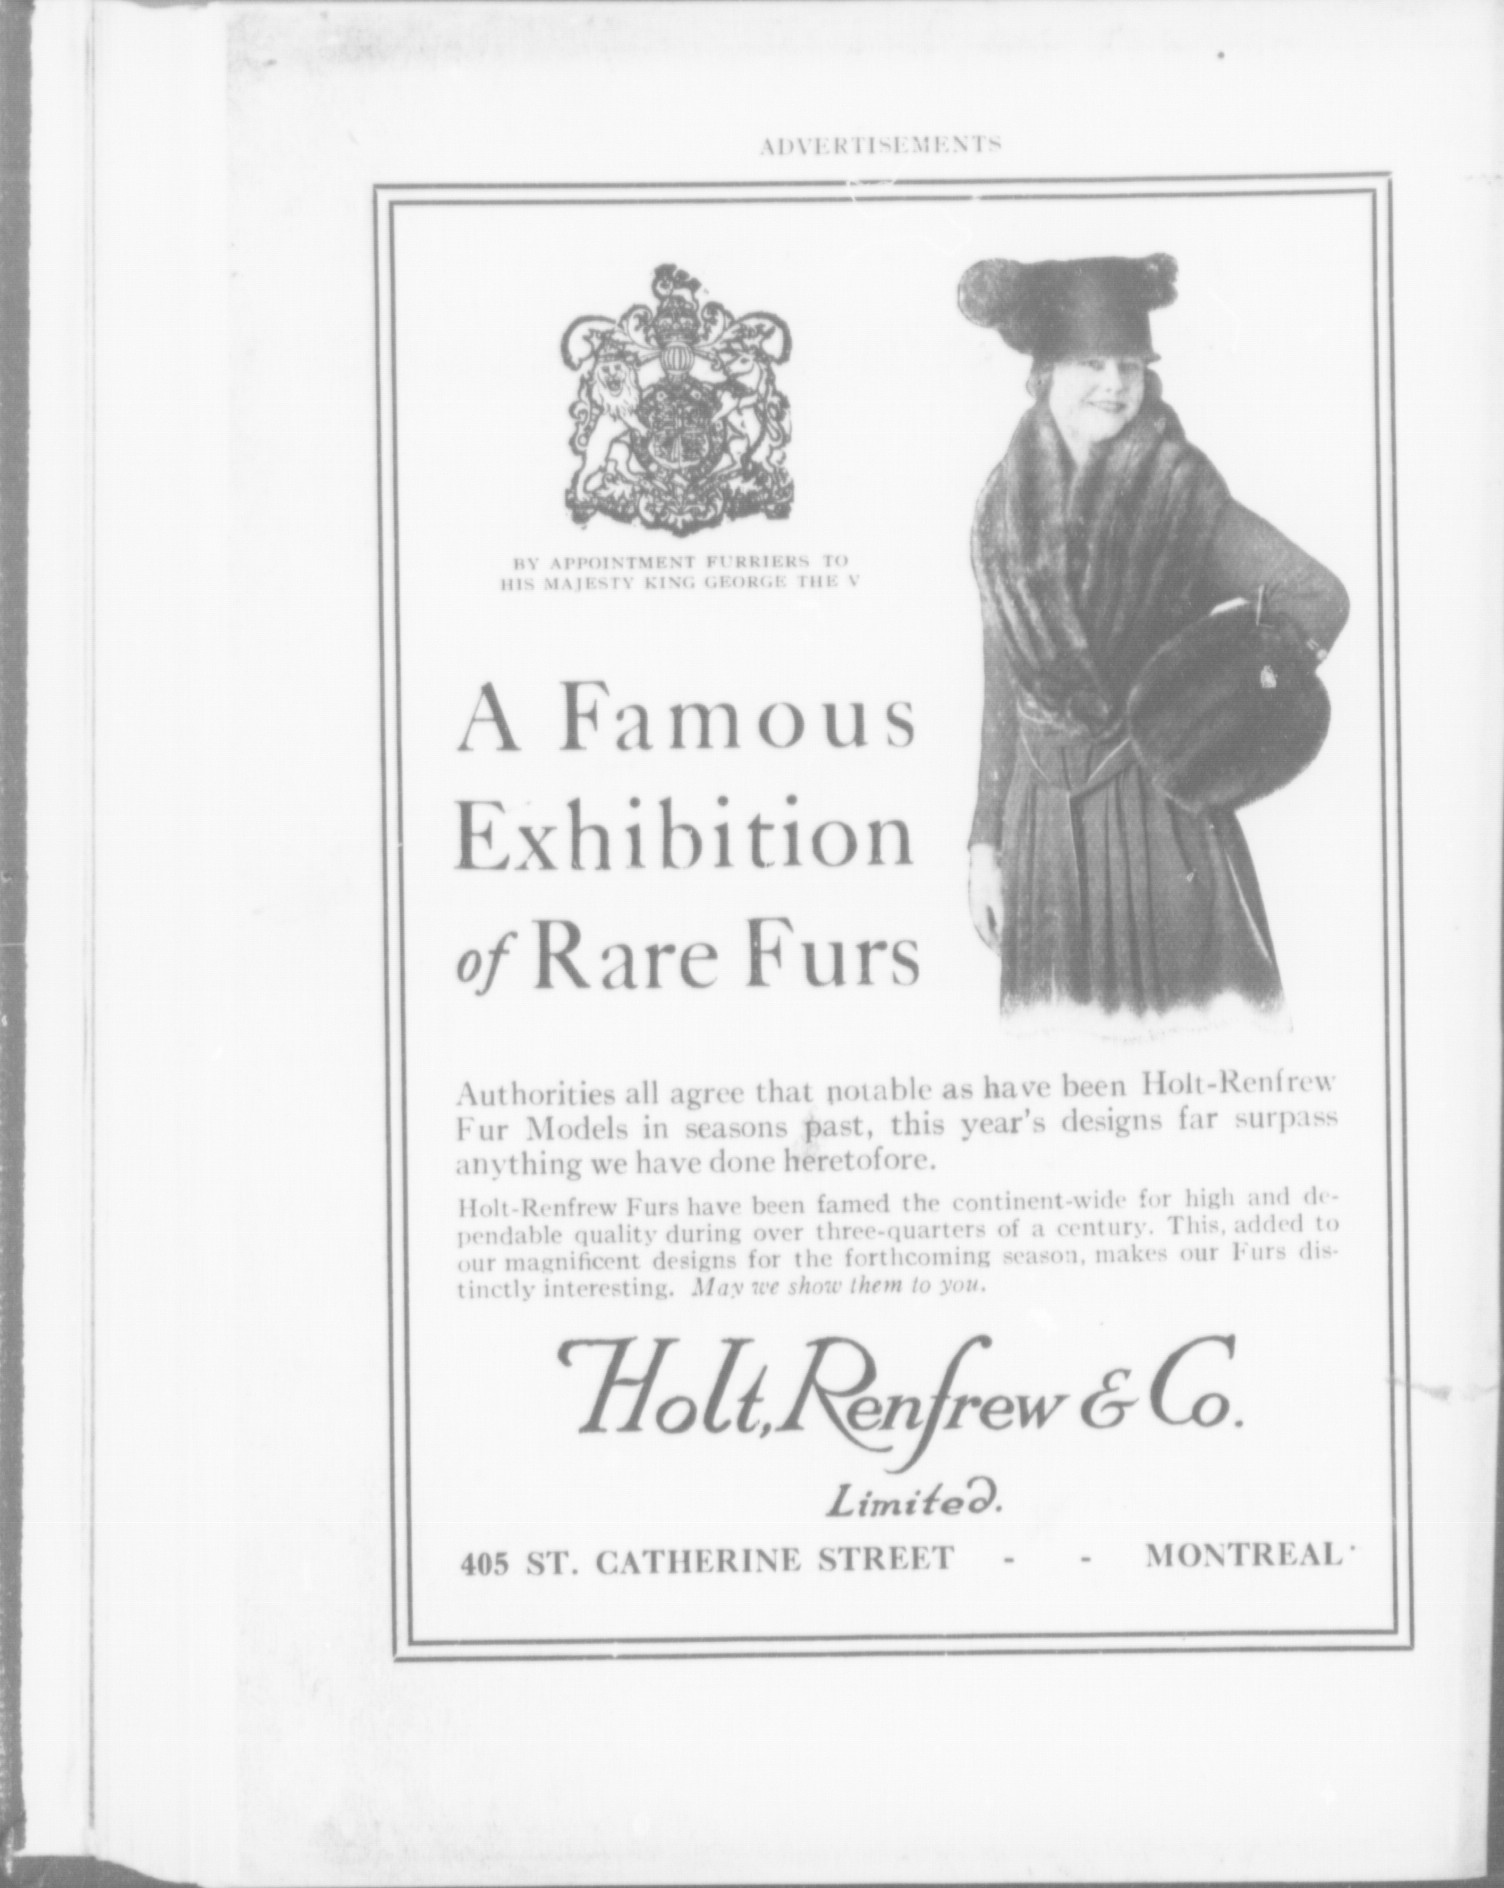 ADVERTISEMENTS
BY APPOINTMENT FURRIERS TO
HIS MAJESTY KING GEORGE THE V
A Famous
Exhibition
of Rare Furs
Authorities all agree that notable as have been Holt-Renfrew
Fur Models in seasons past, this year's designs far surpass
anything we have done heretofore.
Holt-Renfrew Furs have been famed the continent-wide for high and de-
pendable quality during over three-quarters of a century. This, added to
our magnificent designs for the forthcoming season, makes our Furs dis-
tinctly interesting. May we show them to you.
Holt, Renfrew & Co.
Limited.
405 ST. CATHERINE STREET - - MONTREAL